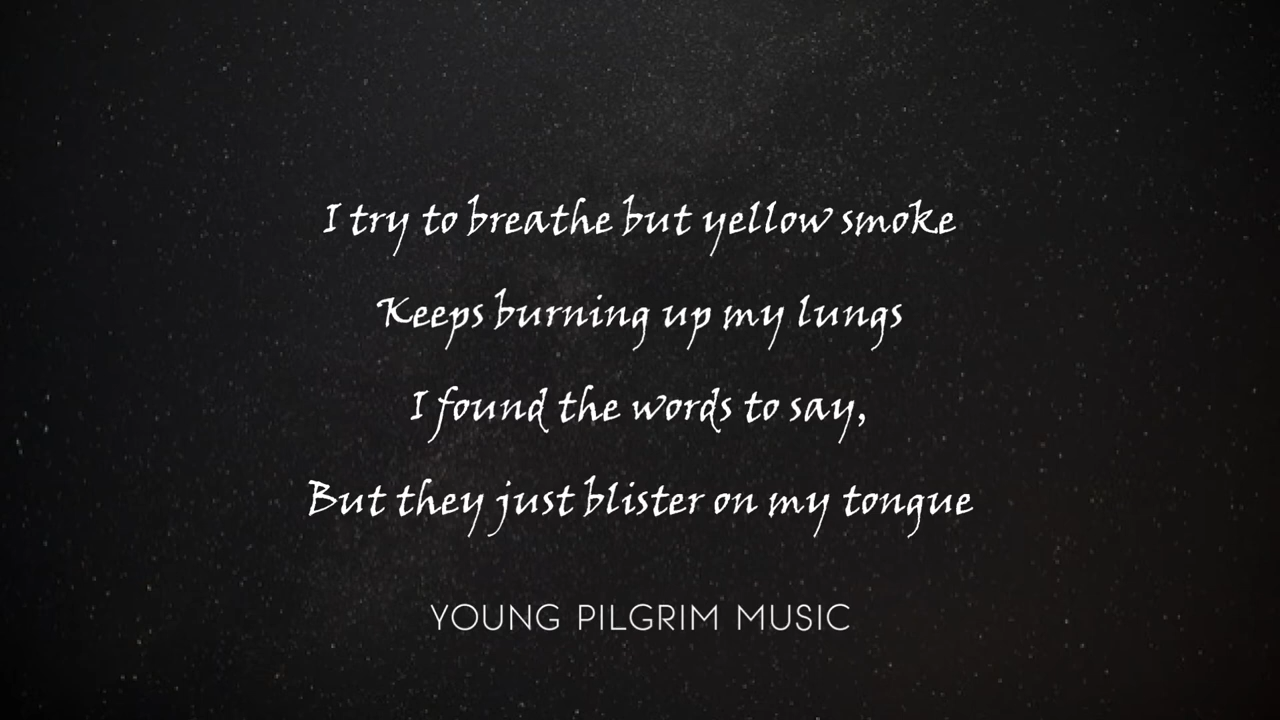 I try to breathe but yellow smoke
Keeps burning up my lungs
I found the words to say,
But they just blister on my tongue
YOUNG PILGRIM MUSIC